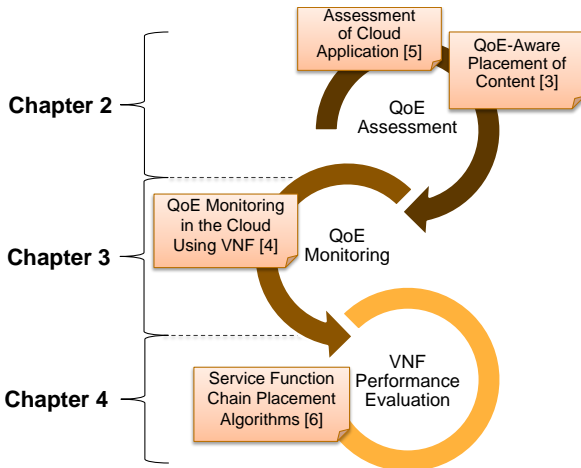 Assessment
of Cloud
Application [5]
QoE-Aware
Placement of
Content [3]
Chapter 2
QoE
Assessment
QoE Monitoring
in the Cloud
Using VNF [4]
Chapter 3
QoE
Monitoring
VNF
Performance
Evaluation
Service Function
Chain Placement
Algorithms [6]
Chapter 4